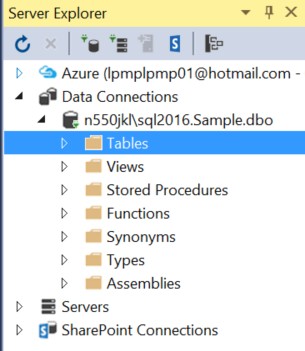 Server Explorer
Azure (lpmplpmp01@hotmail.com -
Data Connections
n550jkl\sql2016.Sample.dbo
Tables
Views
Stored Procedures
Functions
Synonyms
Types
Assemblies
Servers
SharePoint Connections